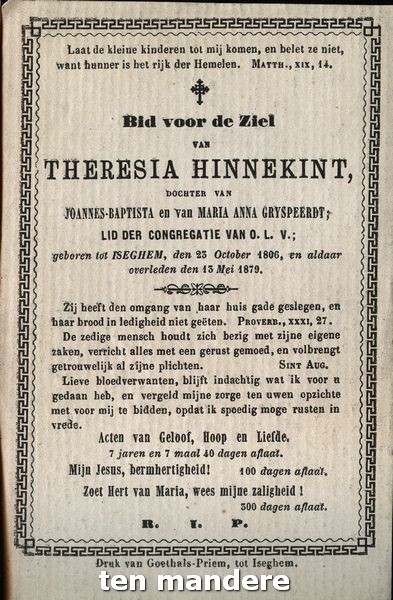 Laat de kleine kinderen tot mij komen, en belet ze niet,
want hunner is het rijk der Hemelen. MATTH., XIX, 14.
Bid voor de Ziel
VAN
THERESIA HINNEKINT,
DOCHTER VAN
JOANNES-BAPTISTA en van MARIA ANNA GRYSPEERDT;
LID DER CONGREGATIE VAN O. L. V.;
geboren tot ISEGHEM, den 23 October 1806, en aldaar
overleden den 13 Mei 1879.
Zij heeft den omgang van haar huis gade geslegen, en
haar brood in ledigheid niet geëten. PROVERB., XXXI, 27.
De zedige mensch houdt zich bezig met zijne eigene
zaken, verricht alles met een gerust gemoed, en volbrengt
getrouwelijk al zijne plichten. SINT AUG.
Lieve bloedverwanten, blijft indachtig wat ik voor u
gedaan heb, en vergeld mijne zorge ten uwen opzichte
met voor mij te bidden, opdat ik spoedig moge rusten in
vrede.
Acten van Geloof, Hoop en Liefde.
7 jaren en 7 maal 40 dagen aflaat.
Mijn Jesus, bermhertigheid! 100 dagen aflaat.
Zoet Hert van Maria, wees mijne zaligheid !
300 dagen aflaat.
R. I. P.
Druk van Goethals-Priem, tot Iseghem.
ten mandere